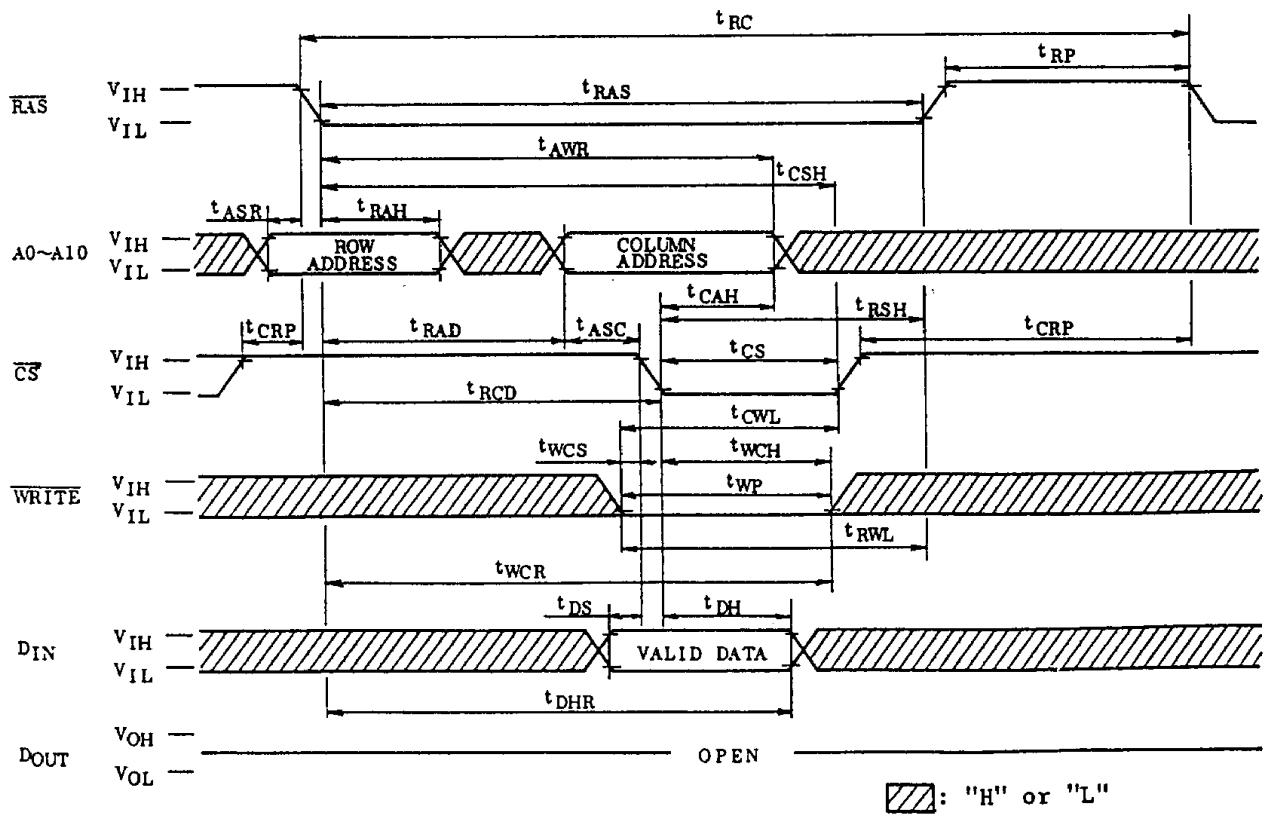 tRC
tRP
RAS VIH
tRAS
VIL
tAWR
tCSH
tASR tRAH
A0~A10 VIH
ROW ADDRESS
COLUMN ADDRESS
VIL
tCAH
tRSH
tCRP tRAD tASC tCRP
CS VIH
tCS
VIL
tRCD
tCWL
tWCS tWCH
WRITE VIH
tWP
VIL
tRWL
tWCR
tDS tDH
DIN VIH
VALID DATA
VIL
tDHR
DOUT VOH
OPEN
VOL
: "H" or "L"